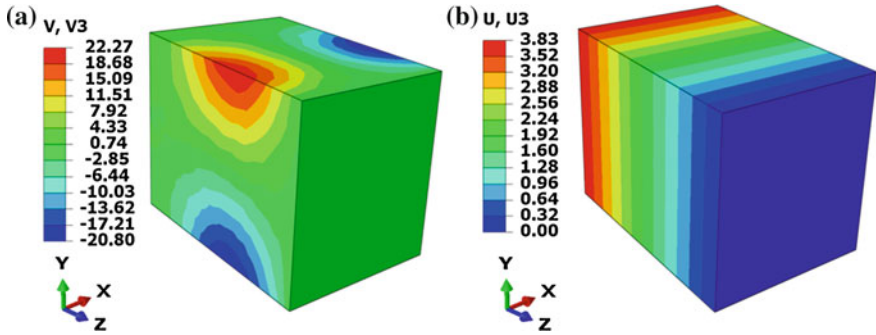 (a)
V, V3
22.27
18.68
15.09
11.51
7.92
4.33
0.74
-2.85
-6.44
-10.03
-13.62
-17.21
-20.80
Y
X
Z
(b)
U, U3
3.83
3.52
3.20
2.88
2.56
2.24
1.92
1.60
1.28
0.96
0.64
0.32
0.00
Y
X
Z